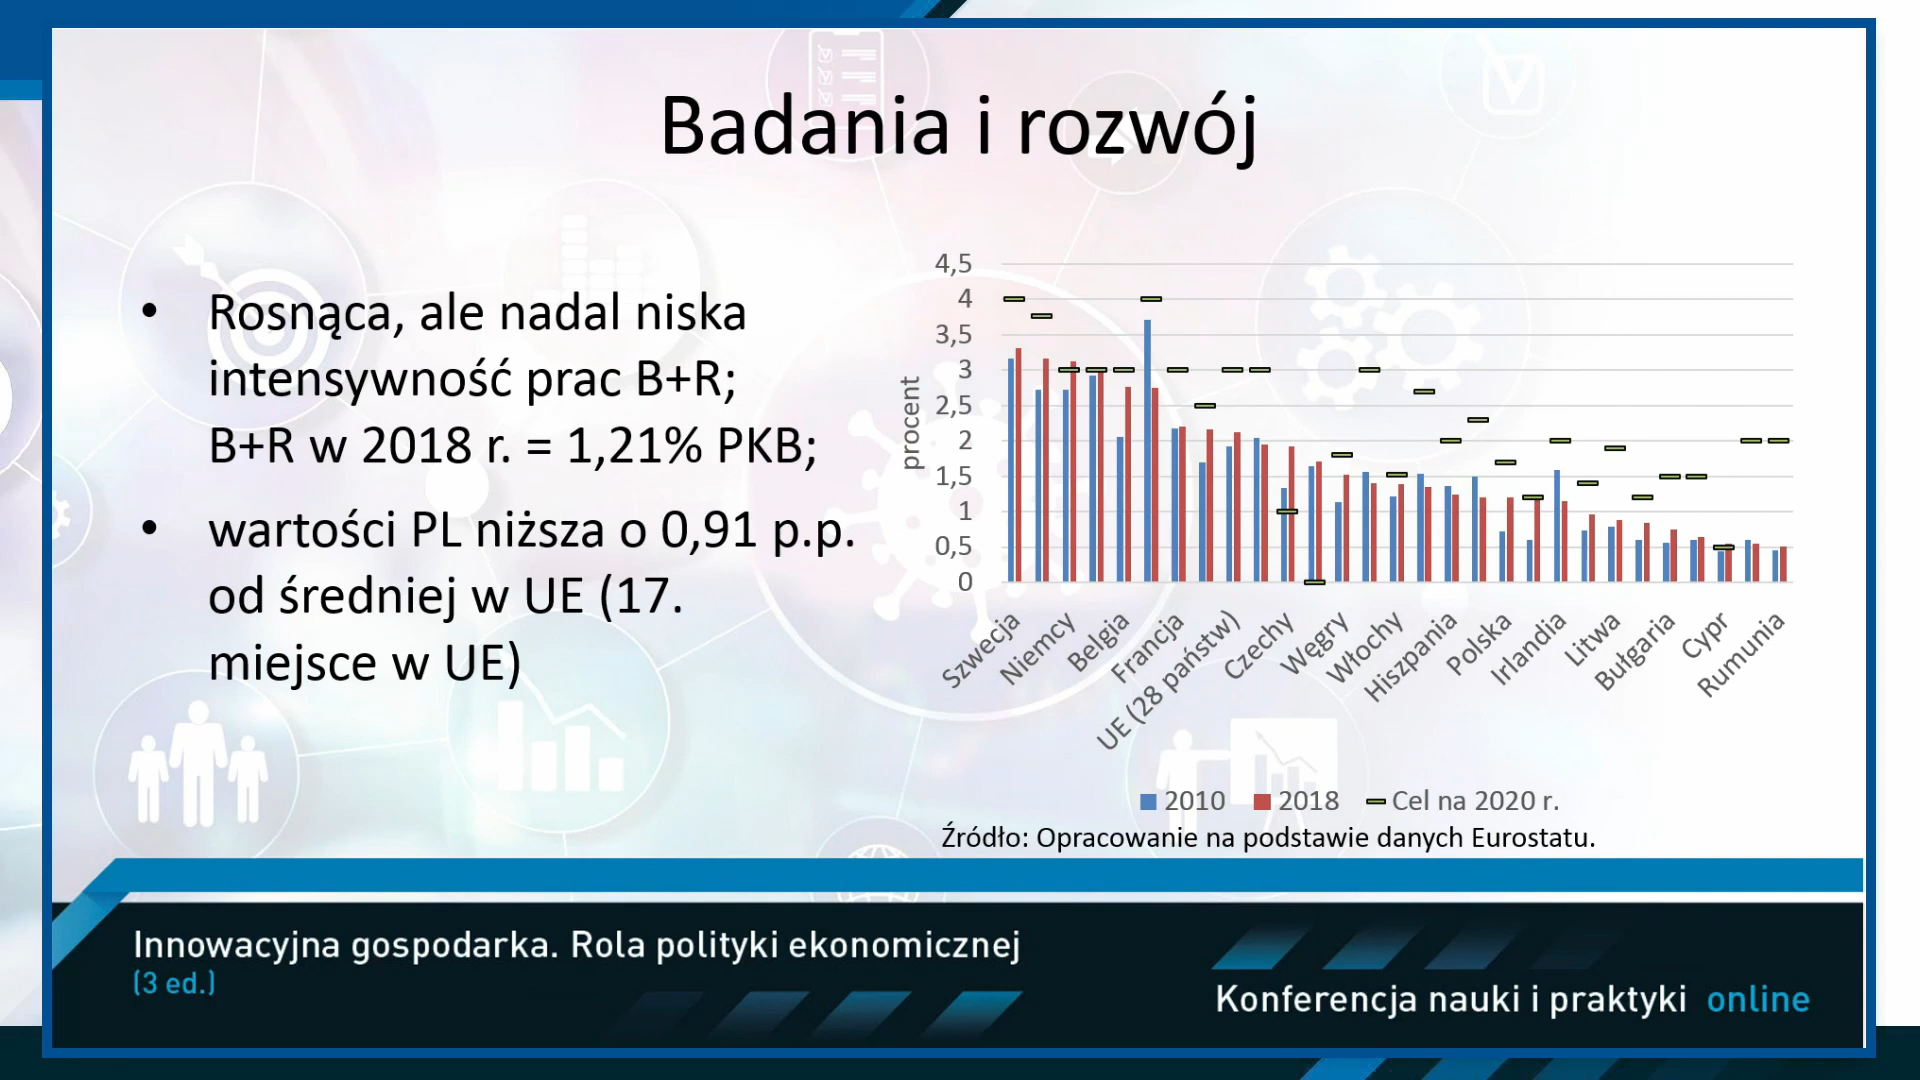 Badania i rozwój
• Rosnąca, ale nadal niska
intensywność prac B+R;
B+R w 2018 r. = 1,21% PKB;
• wartości PL niższa o 0,91 p.p.
od średniej w UE (17.
miejsce w UE)
procent
4,5
4
3,5
3
2,5
2
1,5
1
0,5
0
Szwecja
Niemcy
Belgia
Francja
UE (28 państw)
Czechy
Węgry
Włochy
Hiszpania
Polska
Irlandia
Litwa
Bułgaria
Cypr
Rumunia
2010 2018 Cel na 2020 r.
Źródło: Opracowanie na podstawie danych Eurostatu.
Innowacyjna gospodarka. Rola polityki ekonomicznej
(3 ed.)
Konferencja nauki i praktyki online